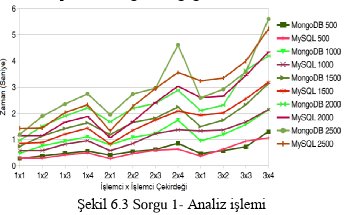 6
5
4
3
2
1
0
Zaman (Saniye)
1x1 1x2 1x3 1x4 2x1 2x2 2x3 2x4 3x1 3x2 3x3 3x4
İşlemci x İşlemci Çekirdeği
MongoDB 500
MySQL 500
MongoDB 1000
MySQL 1000
MongoDB 1500
MySQL 1500
MongoDB 2000
MySQL 2000
MongoDB 2500
MySQL 2500
Şekil 6.3 Sorgu 1- Analiz işlemi